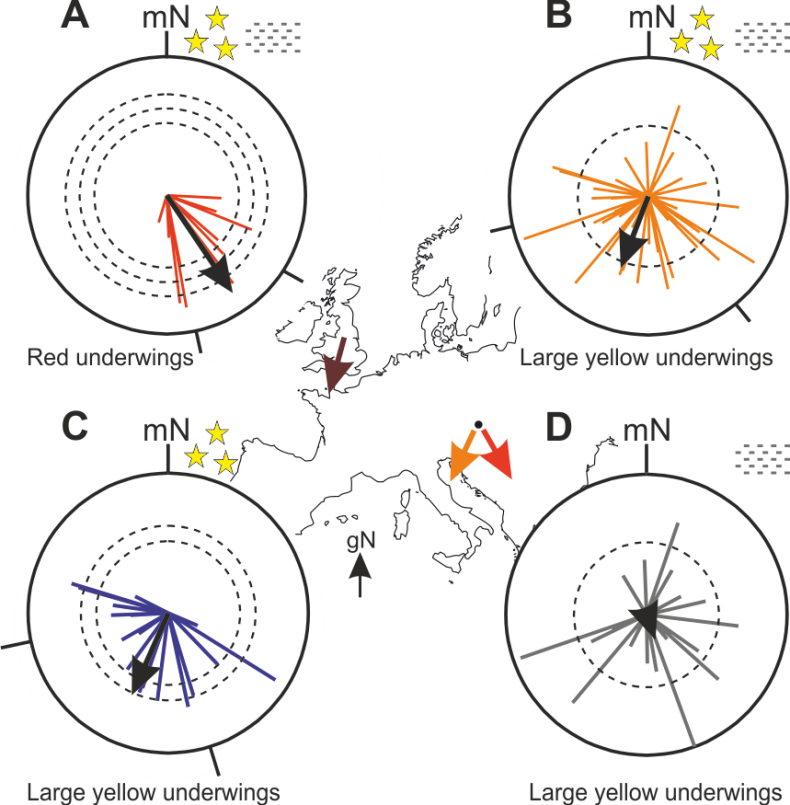 A
mN
B
mN
Red underwings
Large yellow underwings
C
mN
D
mN
gN
Large yellow underwings
Large yellow underwings